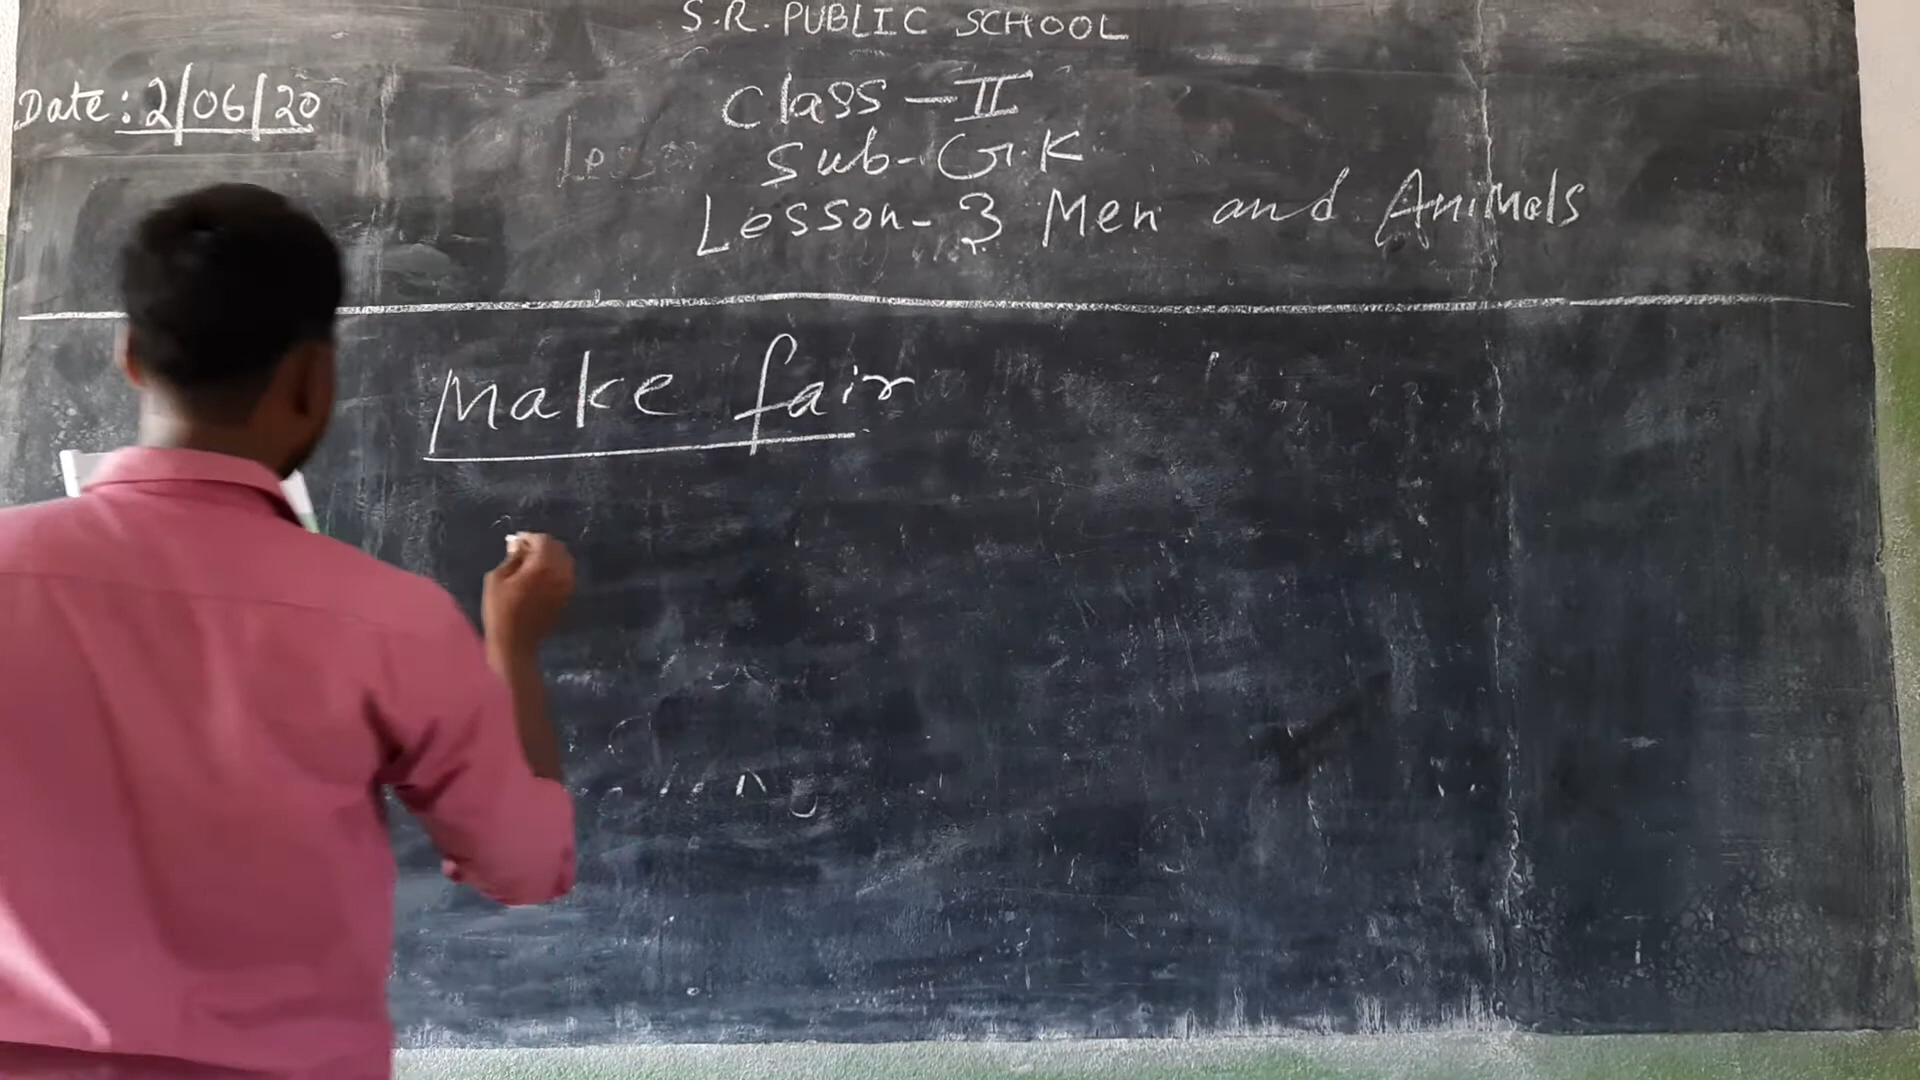 S.R. PUBLIC SCHOOL
Date: 2/06/20
Class - II
Sub- G.K
Lesson- 3 Men and Animals
Make fair